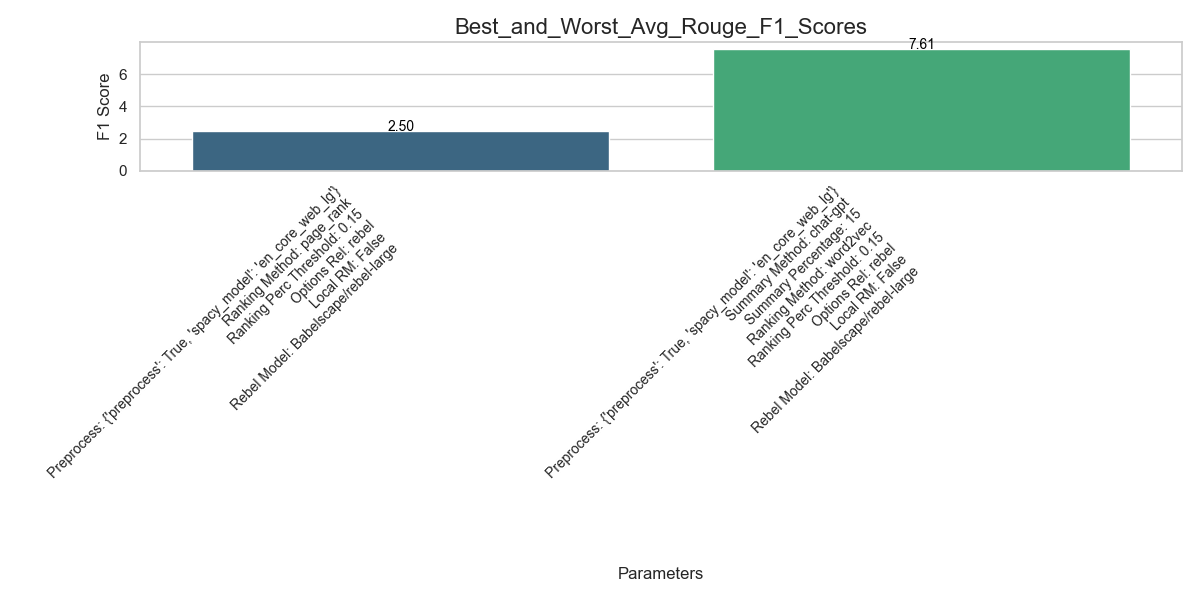 Best_and_Worst_Avg_Rouge_F1_Scores
7.61
2.50
F1 Score
6
4
2
0
Preprocess: {'preprocess': True, 'spacy_model': 'en_core_web_lg'}
Ranking Method: page_rank
Ranking Perc Threshold: 0.15
Options Rel: rebel
Local RM: False
Rebel Model: Babelscape/rebel-large
Preprocess: {'preprocess': True, 'spacy_model': 'en_core_web_lg'}
Summary Method: chat-gpt
Summary Percentage: 15
Ranking Method: word2vec
Ranking Perc Threshold: 0.15
Options Rel: rebel
Local RM: False
Rebel Model: Babelscape/rebel-large
Parameters